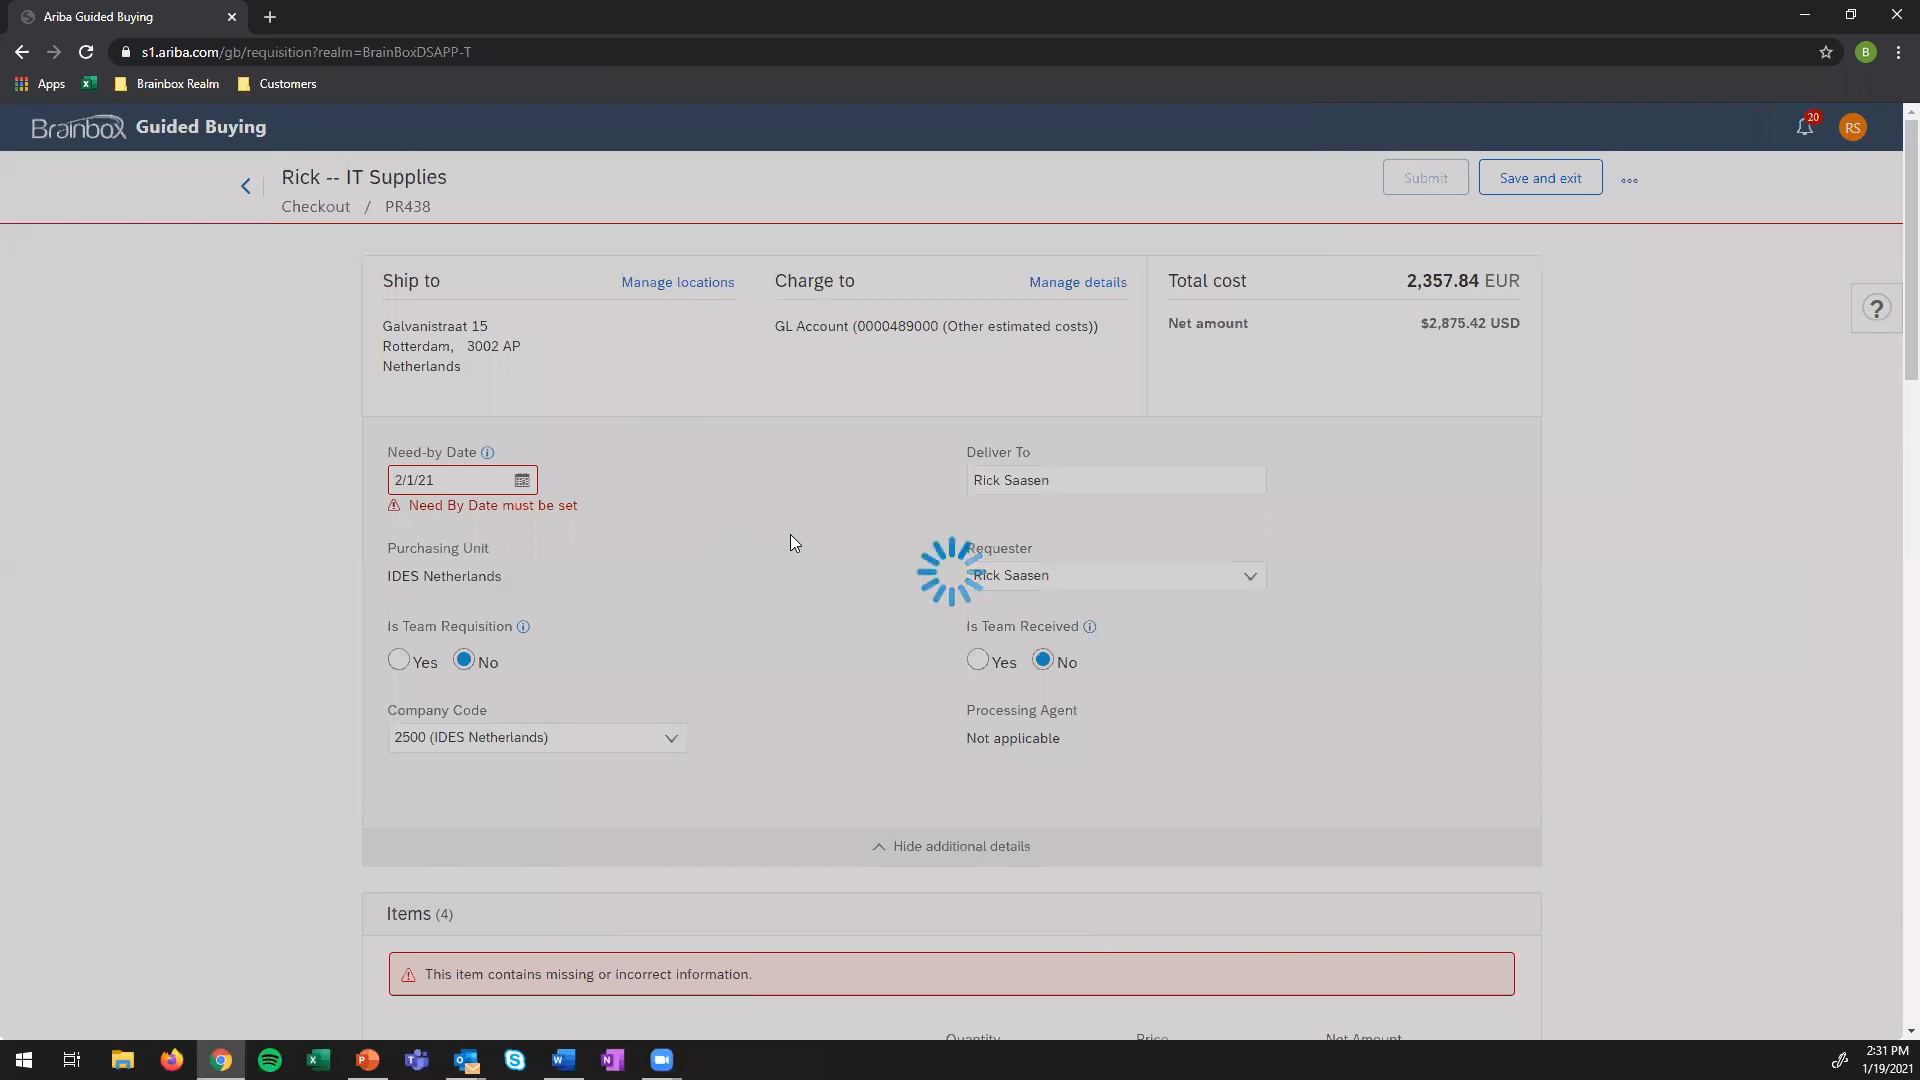 Ariba Guided Buying
s1.ariba.com/gb/requisition?realm=BrainBoxDSAPP-T
B
Apps
Brainbox Realm
Customers
Brainbox Guided Buying
20
RS
Rick -- IT Supplies
Submit
Save and exit
Checkout / PR438
Ship to
Manage locations
Charge to
Manage details
Total cost
2,357.84 EUR
Galvanistraat 15
Rotterdam, 3002 AP
Netherlands
GL Account (0000489000 (Other estimated costs))
Net amount
$2,875.42 USD
?
Need-by Date
2/1/21
Need By Date must be set
Deliver To
Rick Saasen
Purchasing Unit
IDES Netherlands
Requester
Rick Saasen
Is Team Requisition
Yes No
Is Team Received
Yes No
Company Code
2500 (IDES Netherlands)
Processing Agent
Not applicable
Hide additional details
Items (4)
This item contains missing or incorrect information.
Quantity Price Net Amount
2:31 PM
1/19/2021